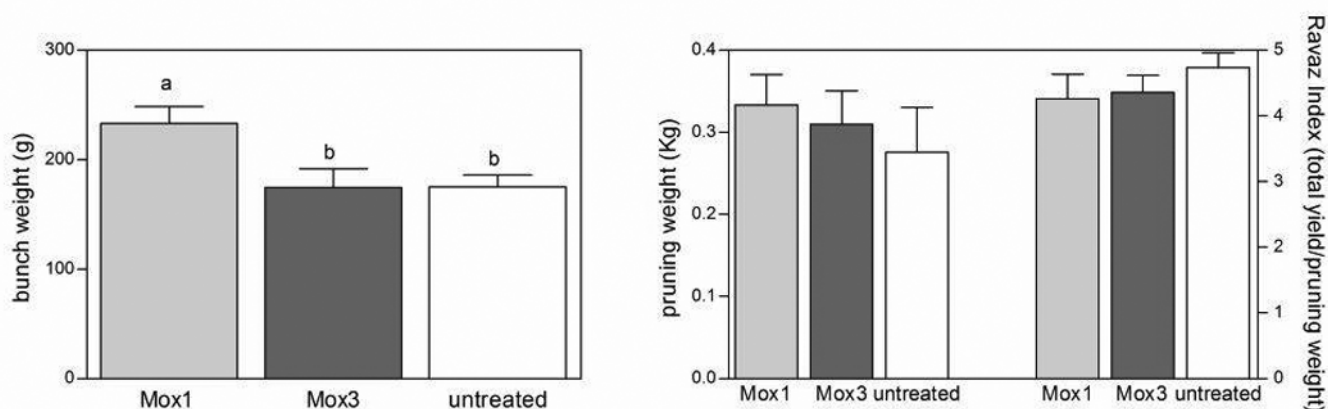 bunch weight (g)
300
200
100
0
a
b
b
Mox1 Mox3 untreated
pruning weight (Kg)
0.4
0.3
0.2
0.1
0.0
Mox1 Mox3 untreated Mox1 Mox3 untreated
5
4
3
2
1
0
Ravaz Index (total yield/pruning weight)